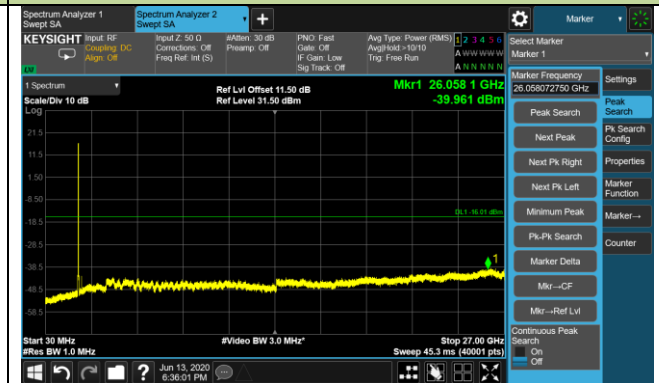 Spectrum Analyzer 1
Swept SA
Spectrum Analyzer 2
Swept SA
Marker
KEYSIGHT
Input: RF
Coupling: DC
Align: Off
Input Z: 50 Ω
Corrections: Off
Freq Ref: Int (S)
#Atten: 30 dB
Preamp: Off
PNO: Fast
Gate: Off
IF Gain: Low
Sig Track: Off
Avg Type: Power (RMS)
Avg|Hold:>10/10
Trig: Free Run
1 2 3 4 5 6
A W W W W W
A N N N N N
Select Marker
Marker 1
1 Spectrum
Scale/Div 10 dB
Log
Ref Lvl Offset 11.50 dB
Ref Level 31.50 dBm
Mkr1 26.058 1 GHz
-39.961 dBm
21.5
11.5
1.50
-8.50
-18.5
-28.5
-38.5
-48.5
-58.5
DL1 -16.01 dBm
1
Start 30 MHz
#Res BW 1.0 MHz
#Video BW 3.0 MHz*
Stop 27.00 GHz
Sweep 45.3 ms (40001 pts)
Marker Frequency
26.058072750 GHz
Peak Search
Next Peak
Next Pk Right
Next Pk Left
Minimum Peak
Pk-Pk Search
Marker Delta
Mkr→CF
Mkr→Ref Lvl
Continuous Peak
Search
On
Off
Settings
Peak
Search
Pk Search
Config
Properties
Marker
Function
Marker→
Counter
?
Jun 13, 2020
6:36:01 PM